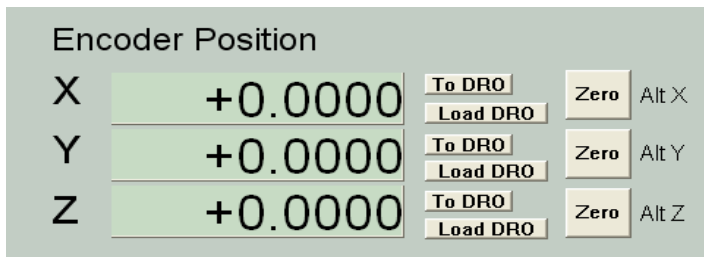 Encoder Position
X +0.0000 To DRO Load DRO Zero Alt X
Y +0.0000 To DRO Load DRO Zero Alt Y
Z +0.0000 To DRO Load DRO Zero Alt Z